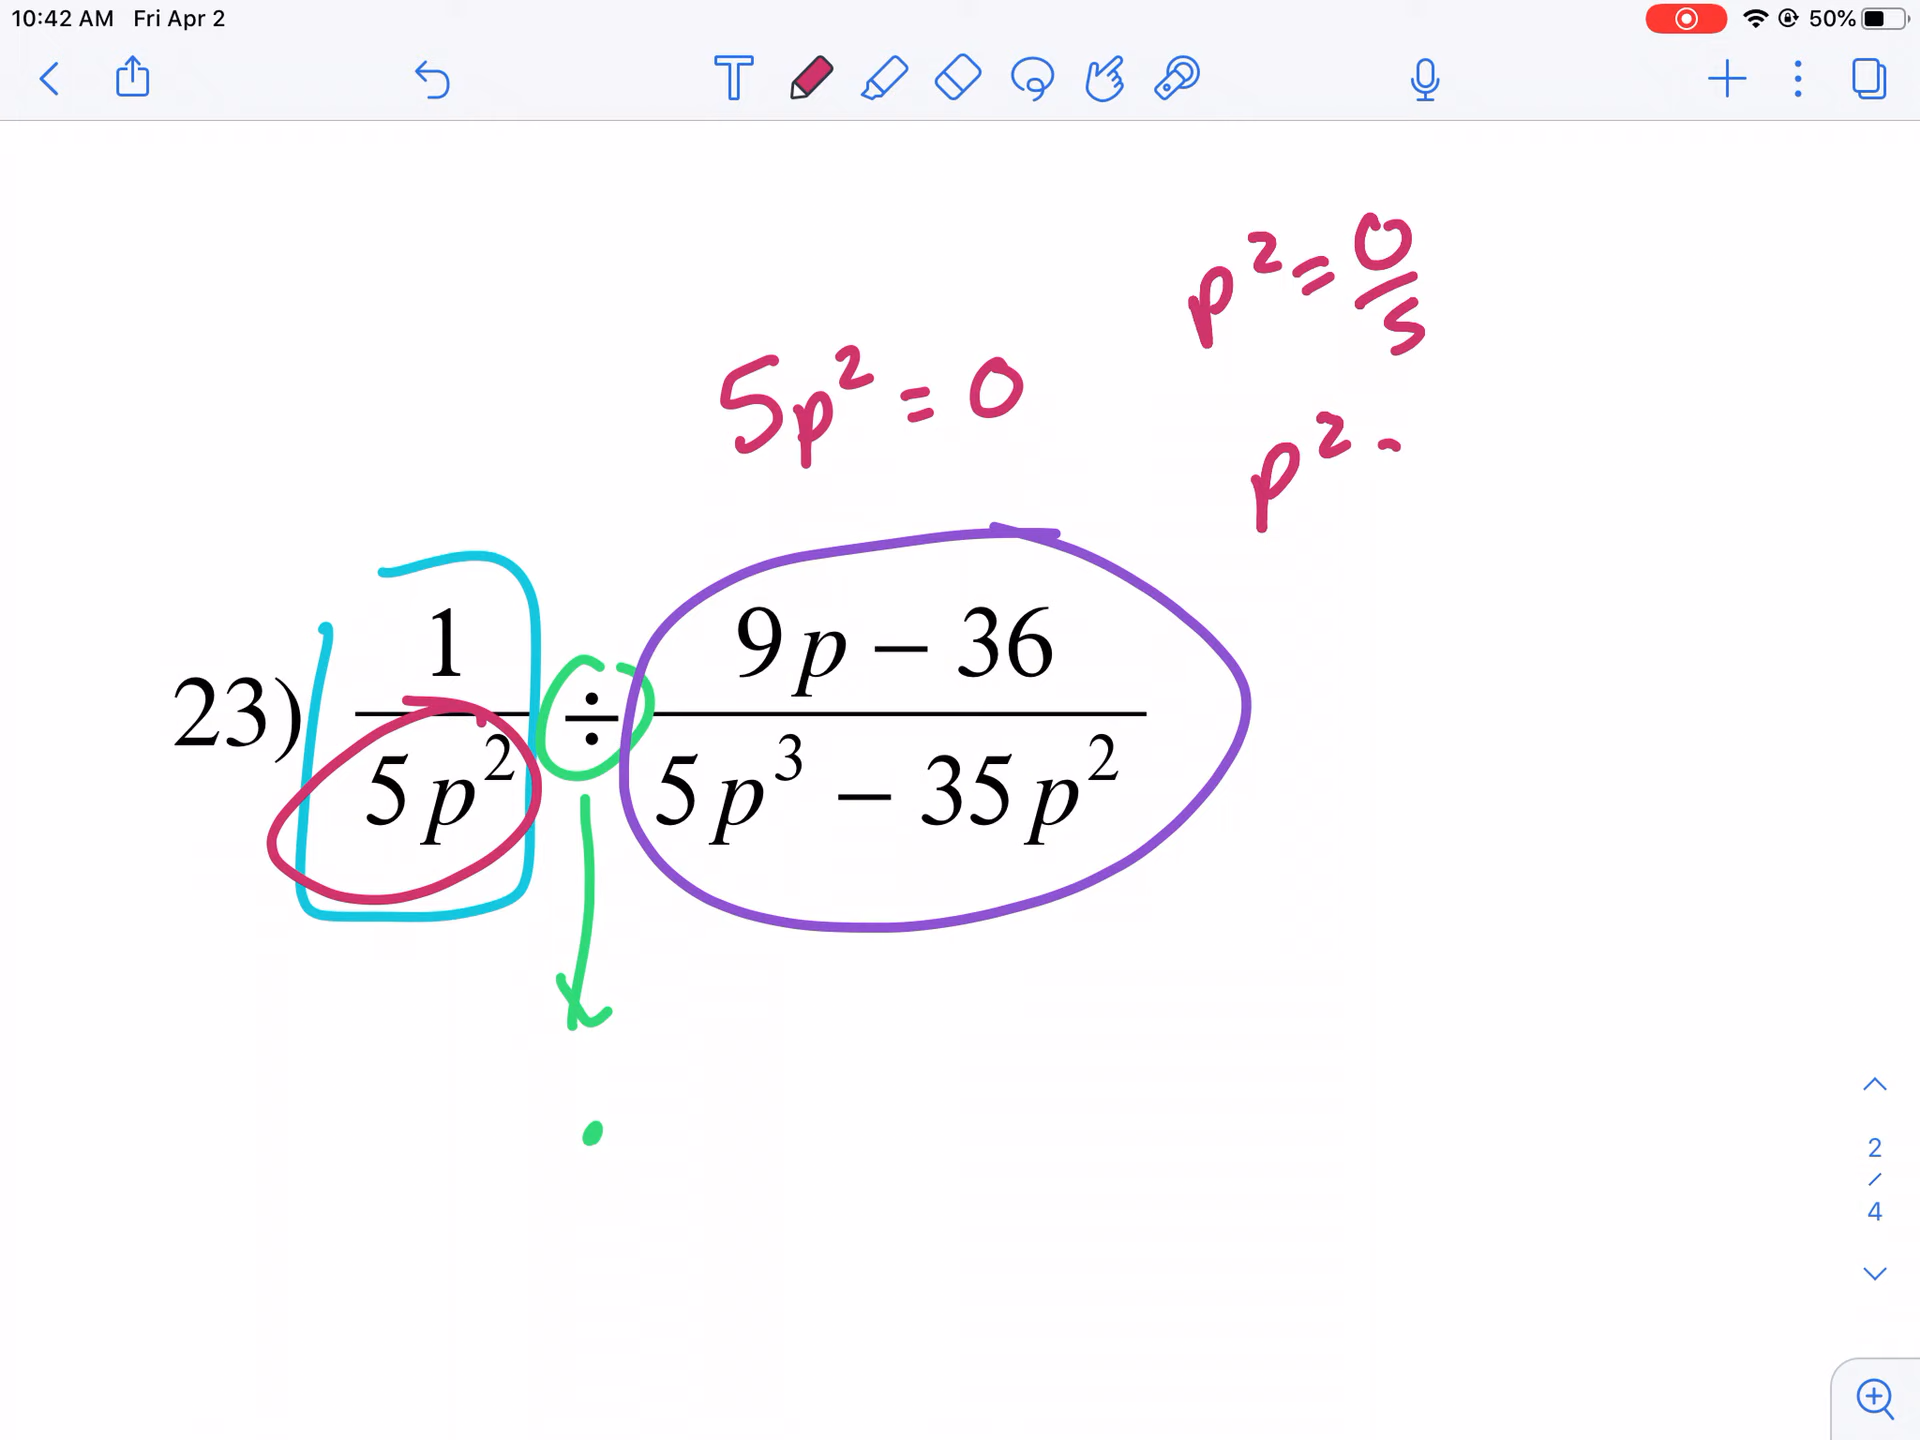 10:42 AM Fri Apr 2
50%
p² = 0/5
5p² = 0
p² -
23) 1/(5p²) ÷ (9p − 36)/(5p³ − 35p²)
2
/
4